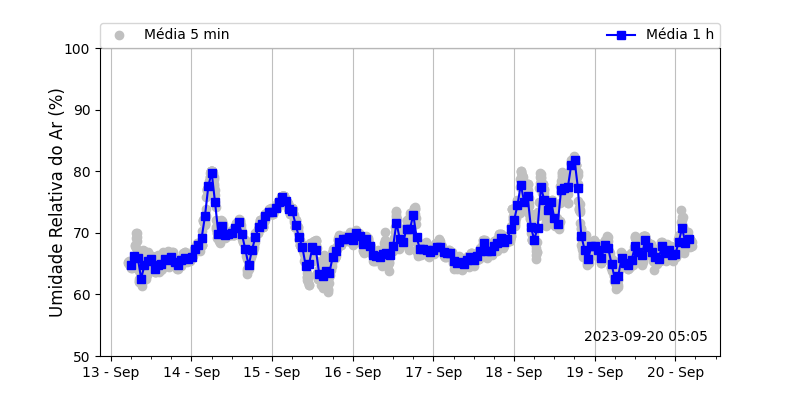 Média 5 min
Média 1 h
Umidade Relativa do Ar (%)
100
90
80
70
60
50
2023-09-20 05:05
13 - Sep
14 - Sep
15 - Sep
16 - Sep
17 - Sep
18 - Sep
19 - Sep
20 - Sep